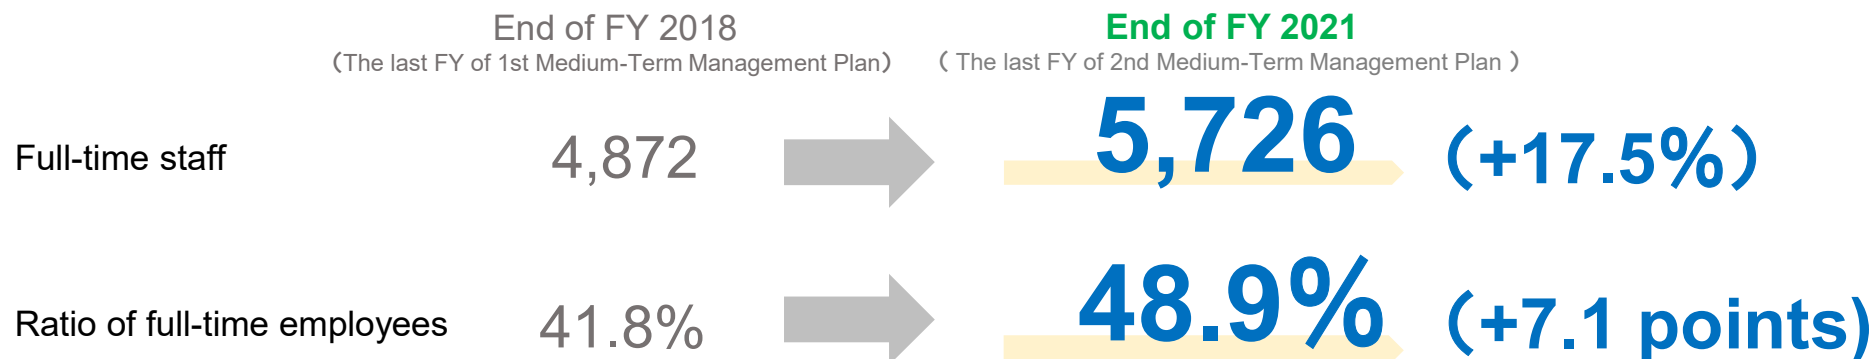 End of FY 2018
（The last FY of 1st Medium-Term Management Plan）
End of FY 2021
（ The last FY of 2nd Medium-Term Management Plan ）
Full-time staff 4,872 5,726 （+17.5%）
Ratio of full-time employees 41.8% 48.9% （+7.1 points)